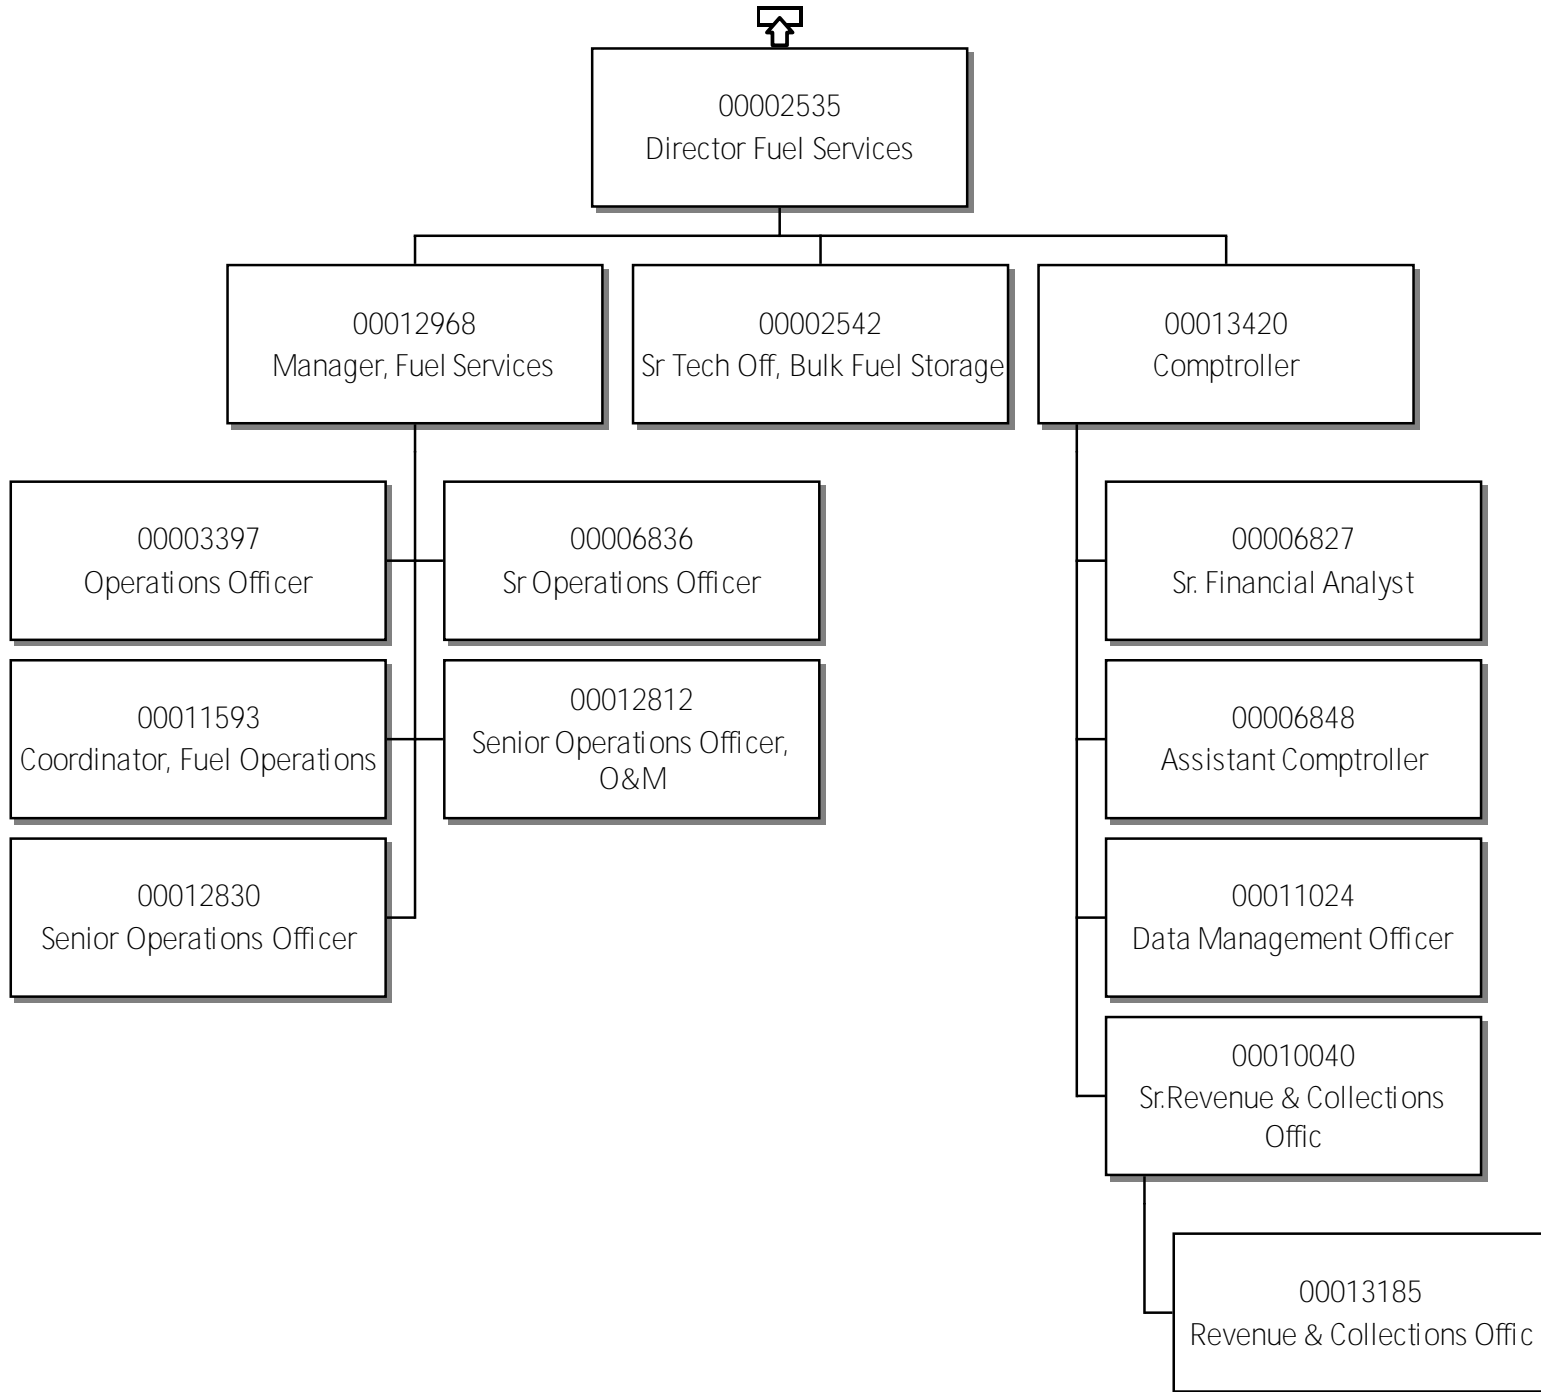 00002535
Director Fuel Services
00012968
Manager, Fuel Services
00002542
Sr Tech Off, Bulk Fuel Storage
00013420
Comptroller
00003397
Operations Officer
00006836
Sr Operations Officer
00011593
Coordinator, Fuel Operations
00012812
Senior Operations Officer,
O&M
00012830
Senior Operations Officer
00006827
Sr. Financial Analyst
00006848
Assistant Comptroller
00011024
Data Management Officer
00010040
Sr.Revenue & Collections
Offic
00013185
Revenue & Collections Offic